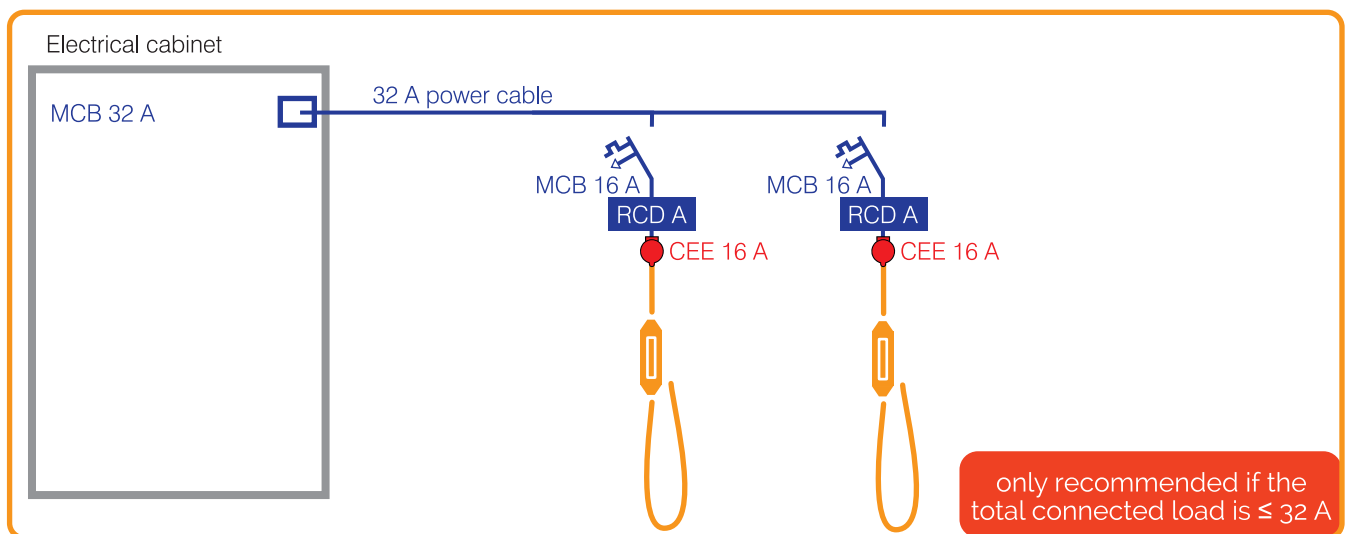 Electrical cabinet
MCB 32 A
32 A power cable
MCB 16 A
MCB 16 A
RCD A
RCD A
CEE 16 A
CEE 16 A
only recommended if the
total connected load is ≤ 32 A